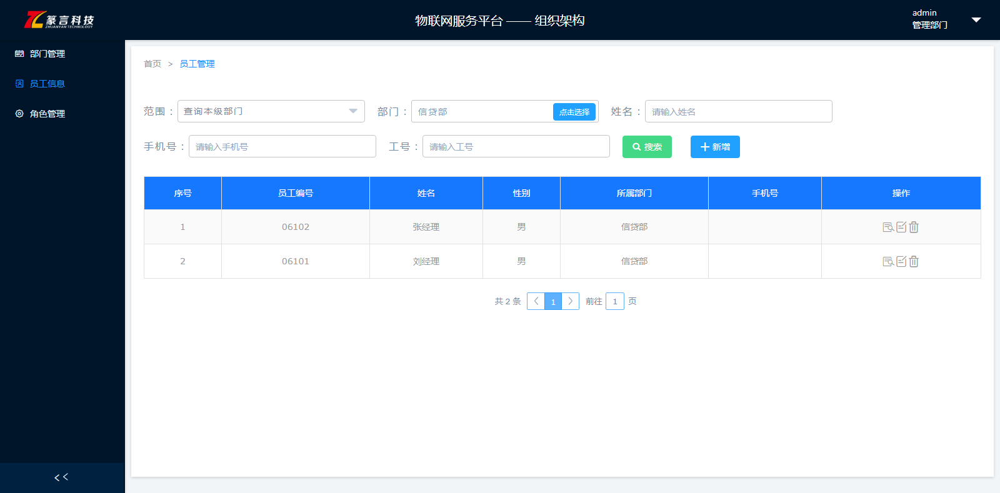 篆言科技
ZHUANYAN TECHNOLOGY
物联网服务平台 —— 组织架构
admin
管理部门
部门管理
员工信息
角色管理
首页 > 员工管理
范围： 查询本级部门 部门： 信贷部 点击选择 姓名： 请输入姓名
手机号： 请输入手机号 工号： 请输入工号 搜索 新增
序号 员工编号 姓名 性别 所属部门 手机号 操作
1 06102 张经理 男 信贷部
2 06101 刘经理 男 信贷部
共 2 条 < 1 > 前往 1 页
<<